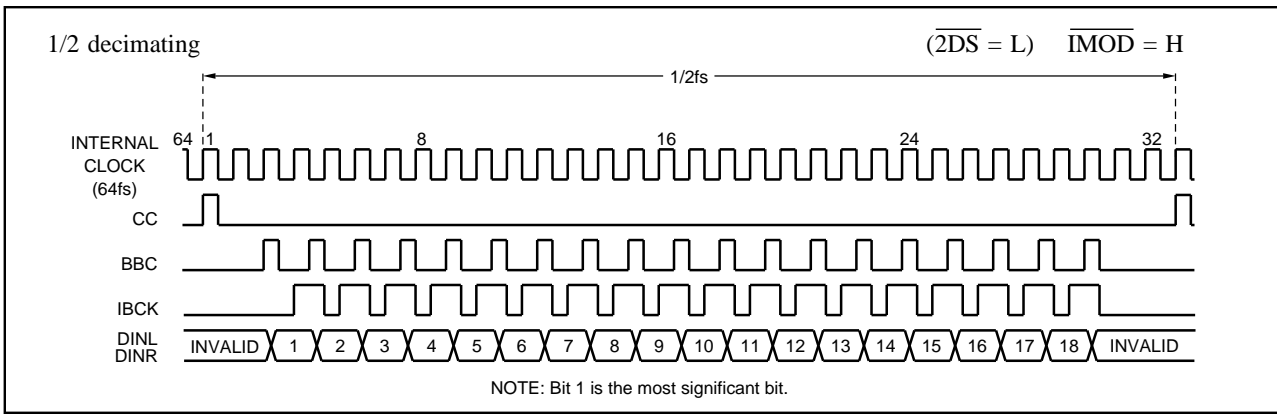 1/2 decimating (2DS = L) IMOD = H
1/2fs
64 1 8 16 24 32
INTERNAL
CLOCK
(64fs)
CC
BBC
IBCK
DINL
DINR
INVALID 1 2 3 4 5 6 7 8 9 10 11 12 13 14 15 16 17 18 INVALID
NOTE: Bit 1 is the most significant bit.